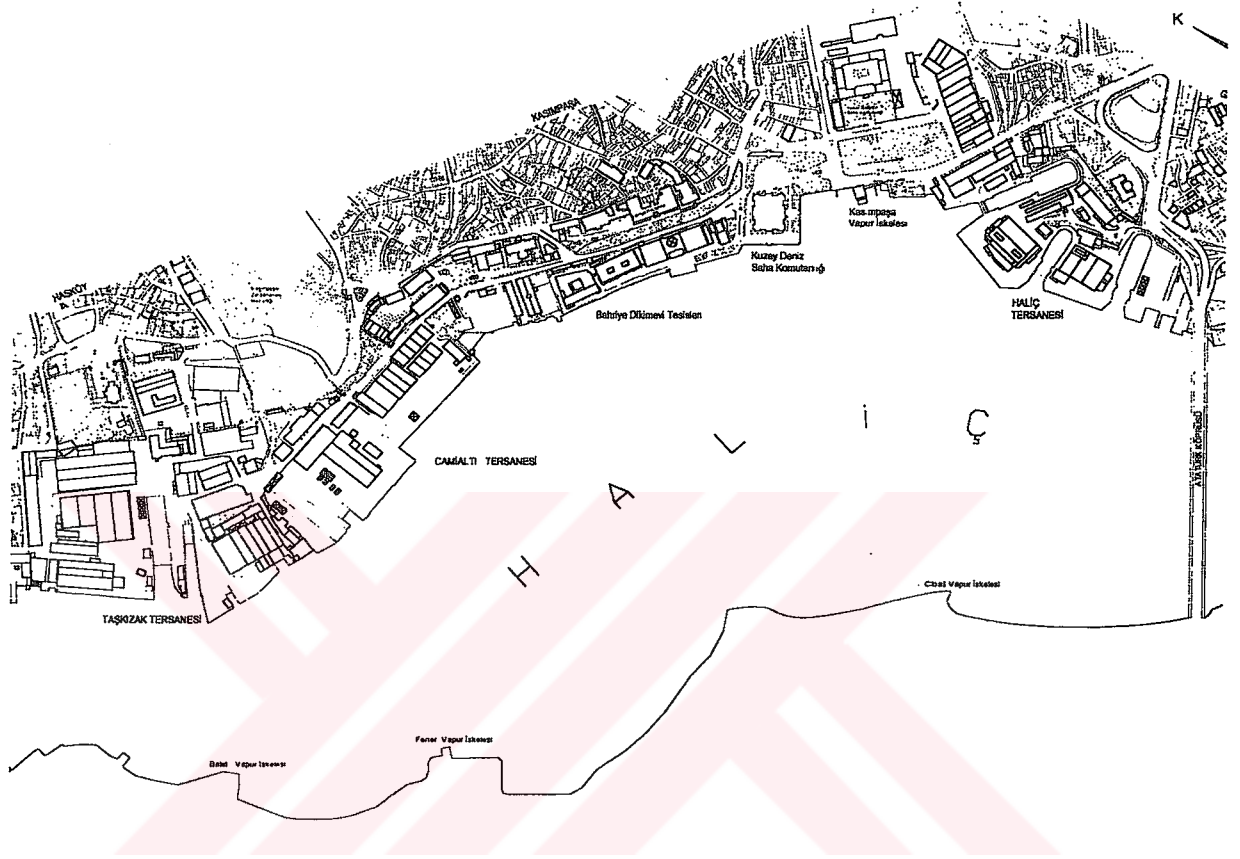 K
KASIMPAŞA
HASKÖY
Kasımpaşa
Vapur İskelesi
Kuzey Deniz
Saha Komutanlığı
HALİÇ
TERSANESİ
Bahriye Dikimevi Tesisleri
CAMİALTI TERSANESİ
TAŞKIZAK TERSANESİ
HALİÇ
ATATÜRK KÖPRÜSÜ
Cibali Vapur İskelesi
Fener Vapur İskelesi
Balat Vapur İskelesi